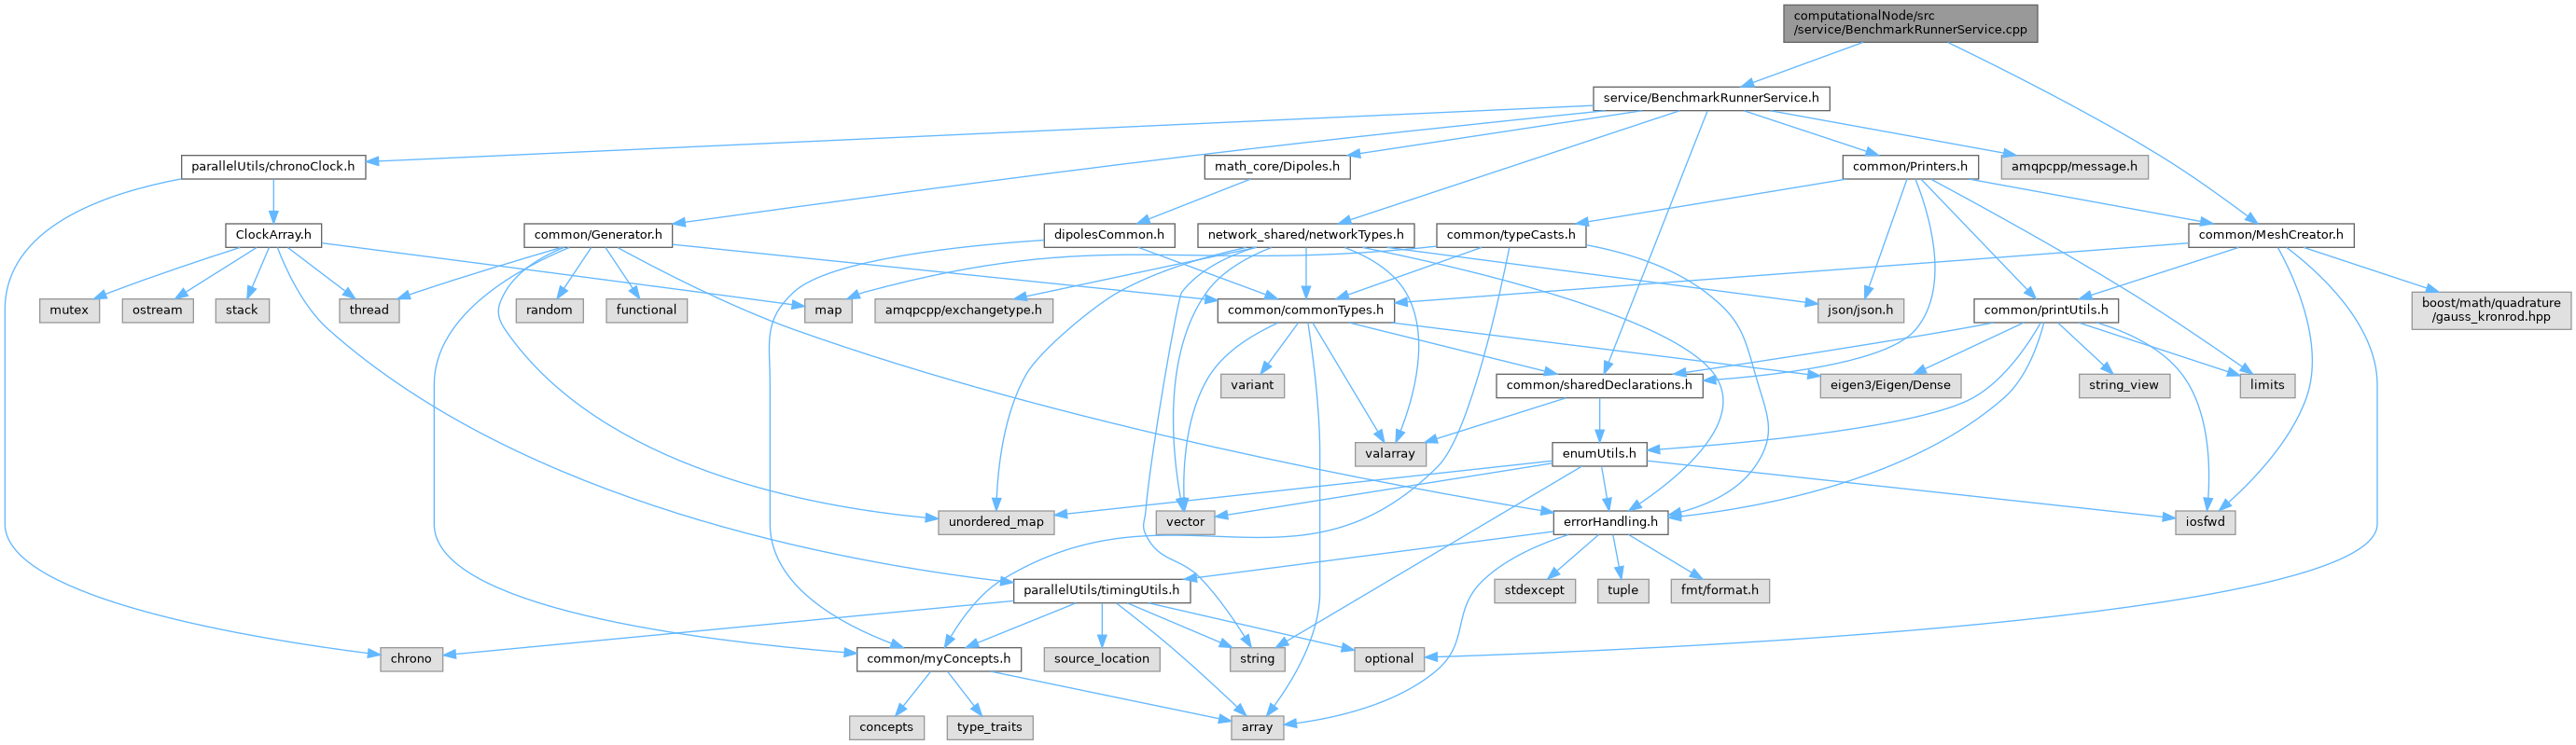 computationalNode/src
/service/BenchmarkRunnerService.cpp
service/BenchmarkRunnerService.h
parallelUtils/chronoClock.h
math_core/Dipoles.h
common/Printers.h
amqpcpp/message.h
ClockArray.h
common/Generator.h
dipolesCommon.h
network_shared/networkTypes.h
common/typeCasts.h
common/MeshCreator.h
mutex
ostream
stack
thread
random
functional
map
amqpcpp/exchangetype.h
common/commonTypes.h
json/json.h
common/printUtils.h
boost/math/quadrature
/gauss_kronrod.hpp
variant
common/sharedDeclarations.h
eigen3/Eigen/Dense
string_view
limits
valarray
enumUtils.h
unordered_map
vector
errorHandling.h
iosfwd
parallelUtils/timingUtils.h
stdexcept
tuple
fmt/format.h
chrono
common/myConcepts.h
source_location
string
optional
concepts
type_traits
array